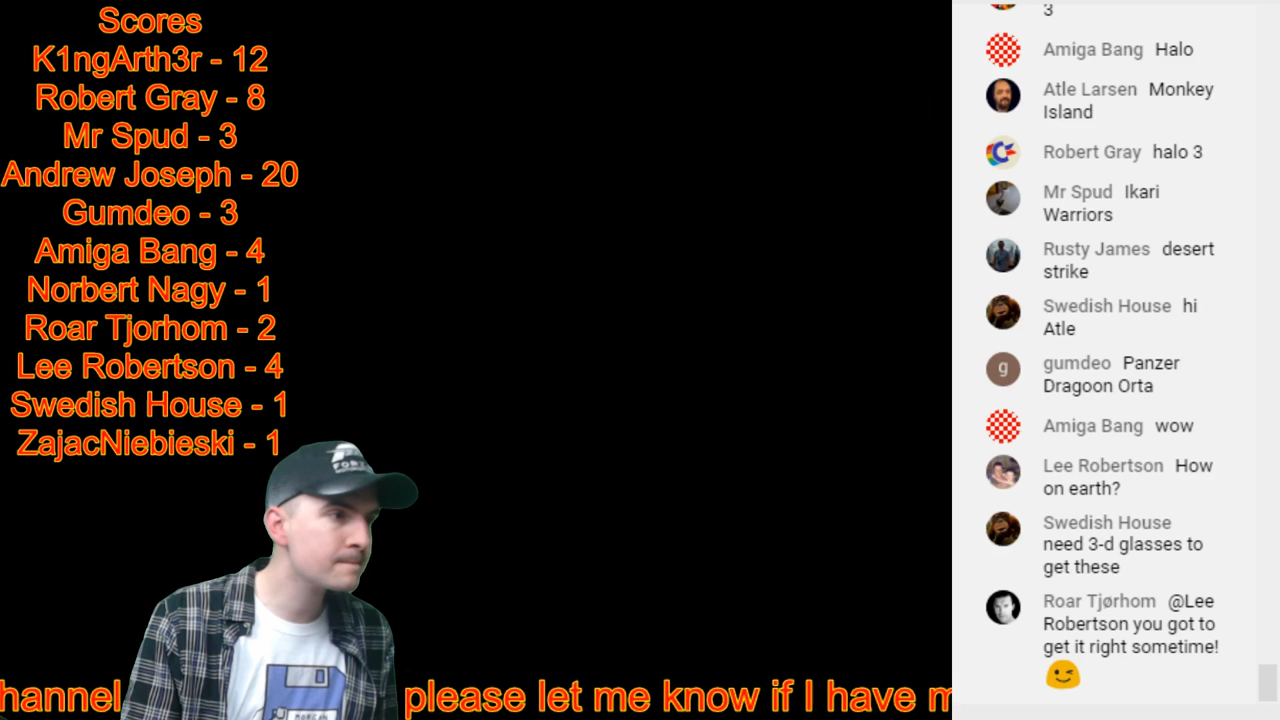 Scores
K1ngArth3r - 12
Robert Gray - 8
Mr Spud - 3
Andrew Joseph - 20
Gumdeo - 3
Amiga Bang - 4
Norbert Nagy - 1
Roar Tjorhom - 2
Lee Robertson - 4
Swedish House - 1
ZajacNiebieski - 1
hannel please let me know if I have m
3
Amiga Bang Halo
Atle Larsen Monkey
Island
Robert Gray halo 3
Mr Spud Ikari
Warriors
Rusty James desert
strike
Swedish House hi
Atle
g
gumdeo Panzer
Dragoon Orta
Amiga Bang wow
Lee Robertson How
on earth?
Swedish House
need 3-d glasses to
get these
Roar Tjørhom @Lee
Robertson you got to
get it right sometime!